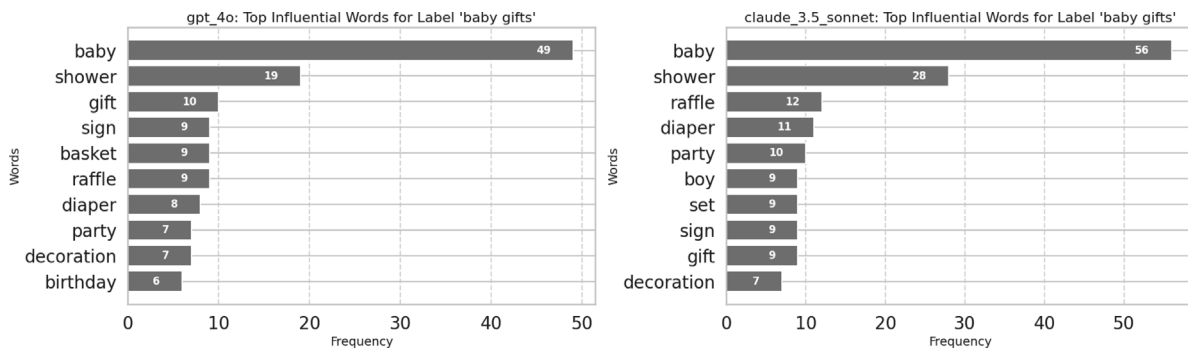 gpt_4o: Top Influential Words for Label 'baby gifts'
Words
baby 49
shower 19
gift 10
sign 9
basket 9
raffle 9
diaper 8
party 7
decoration 7
birthday 6
0 10 20 30 40 50
Frequency
claude_3.5_sonnet: Top Influential Words for Label 'baby gifts'
Words
baby 56
shower 28
raffle 12
diaper 11
party 10
boy 9
set 9
sign 9
gift 9
decoration 7
0 10 20 30 40 50
Frequency